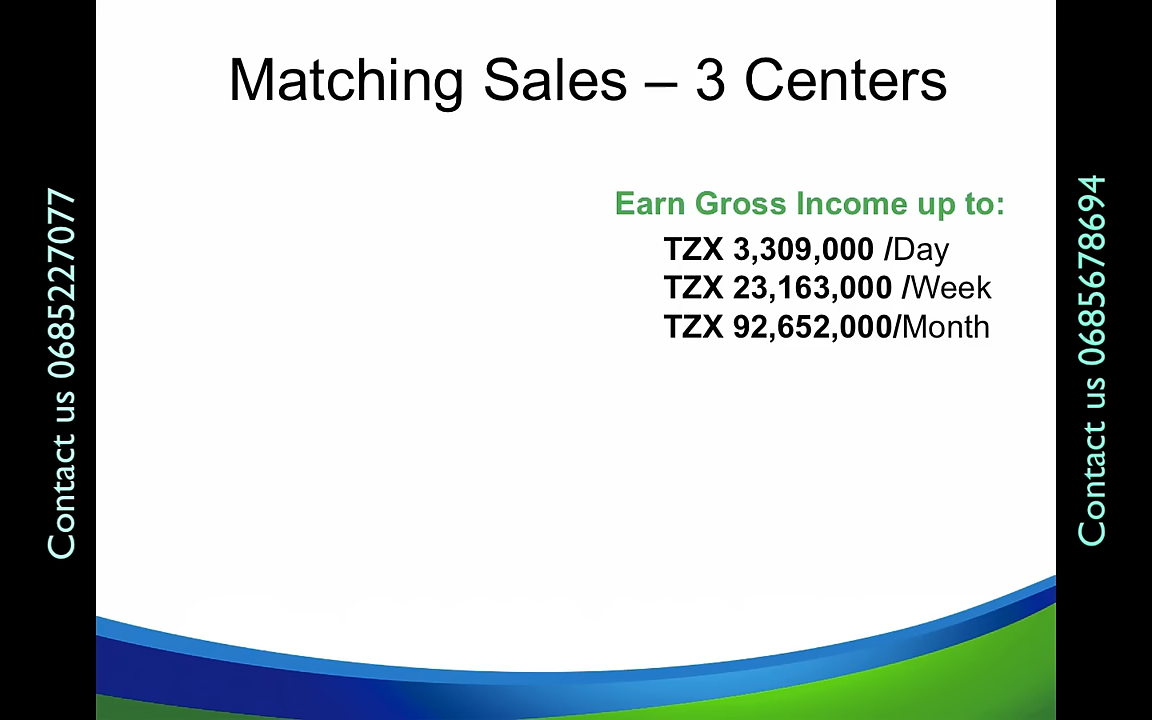 Matching Sales – 3 Centers
Earn Gross Income up to:
TZX 3,309,000 /Day
TZX 23,163,000 /Week
TZX 92,652,000/Month
Contact us 0685227077
Contact us 0685678694